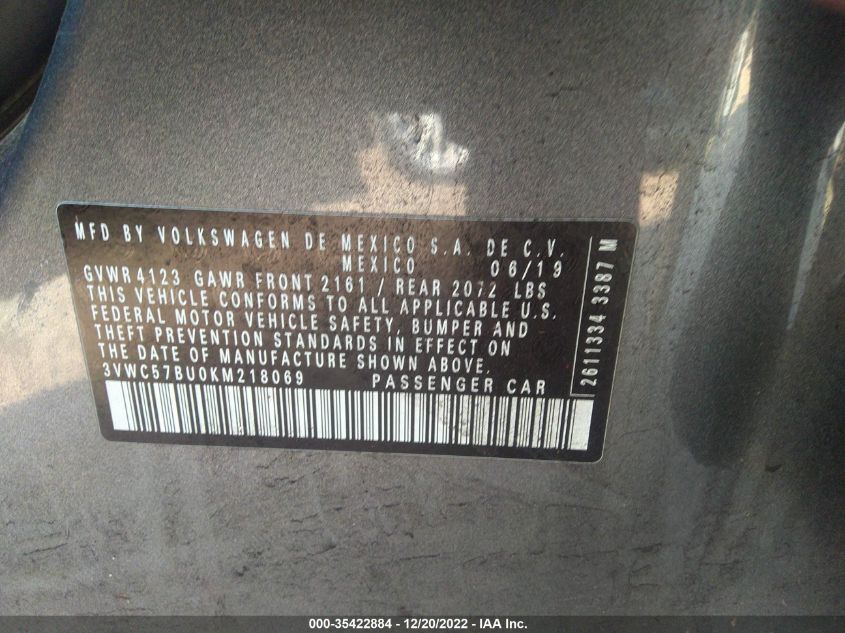 MFD BY VOLKSWAGEN DE MEXICO S.A. DE C.V.
MEXICO 06/19
GVWR 4123 GAWR FRONT 2161 / REAR 2072 LBS
THIS VEHICLE CONFORMS TO ALL APPLICABLE U.S.
FEDERAL MOTOR VEHICLE SAFETY, BUMPER AND
THEFT PREVENTION STANDARDS IN EFFECT ON
THE DATE OF MANUFACTURE SHOWN ABOVE.
3VWC57BU0KM218069 PASSENGER CAR
2611334 3387 M
000-35422884 - 12/20/2022 - IAA Inc.